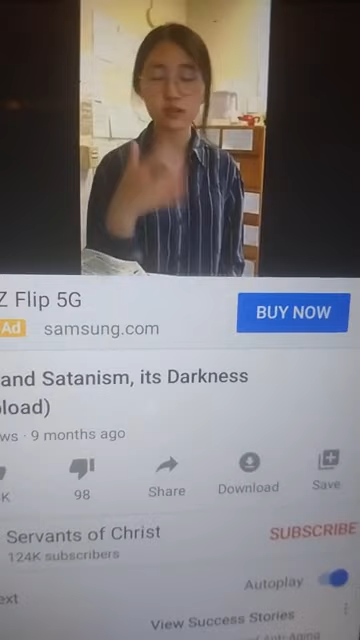 Z Flip 5G
Ad samsung.com
BUY NOW
and Satanism, its Darkness
load)
ws · 9 months ago
K
98
Share
Download
Save
Servants of Christ
124K subscribers
SUBSCRIBE
Autoplay
ext
View Success Stories